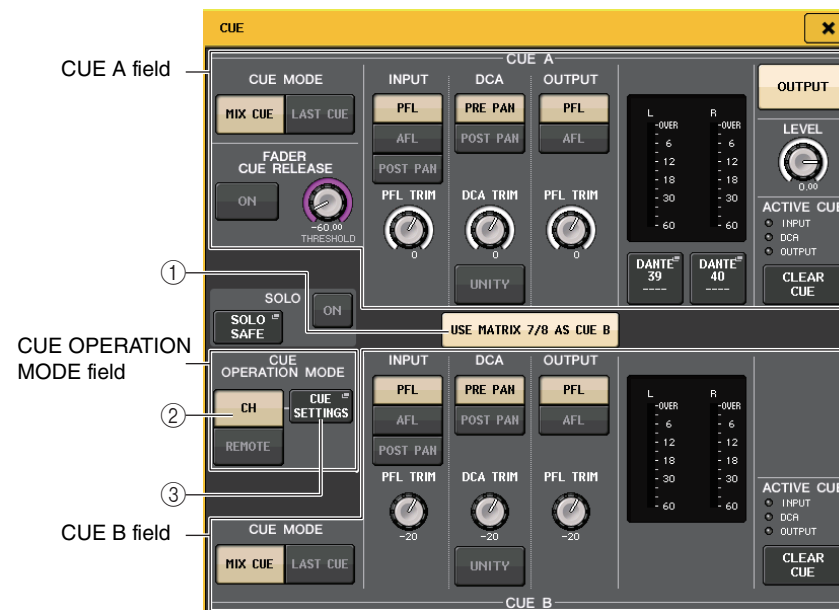 CUE
CUE A field
CUE A
CUE MODE
MIX CUE
LAST CUE
FADER
CUE RELEASE
ON
-60.00
THRESHOLD
INPUT
PFL
AFL
POST PAN
PFL TRIM
0
DCA
PRE PAN
POST PAN
DCA TRIM
0
UNITY
OUTPUT
PFL
AFL
PFL TRIM
0
L
R
-OVER
-OVER
6
6
12
12
18
18
30
30
60
60
DANTE
39
----
DANTE
40
----
OUTPUT
LEVEL
0.00
ACTIVE CUE
INPUT
DCA
OUTPUT
CLEAR
CUE
1
SOLO
SOLO
SAFE
ON
USE MATRIX 7/8 AS CUE B
CUE OPERATION
MODE field
CUE
OPERATION MODE
2
CH
CUE
SETTINGS
REMOTE
3
INPUT
PFL
AFL
POST PAN
PFL TRIM
-20
DCA
PRE PAN
POST PAN
DCA TRIM
-20
UNITY
OUTPUT
PFL
AFL
PFL TRIM
-20
L
R
-OVER
-OVER
6
6
12
12
18
18
30
30
60
60
ACTIVE CUE
INPUT
DCA
OUTPUT
CLEAR
CUE
CUE B field
CUE MODE
MIX CUE
LAST CUE
CUE B